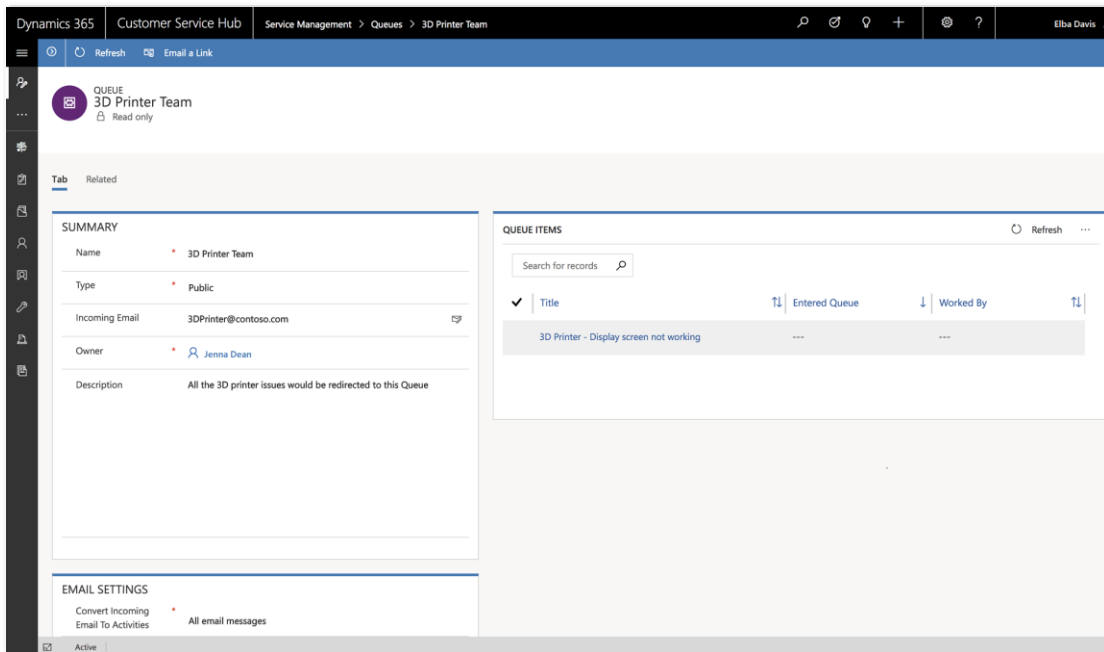 Dynamics 365 Customer Service Hub Service Management > Queues > 3D Printer Team Elba Davis
Refresh Email a Link
QUEUE
3D Printer Team
Read only
Tab Related
SUMMARY
Name * 3D Printer Team
Type * Public
Incoming Email 3DPrinter@contoso.com
Owner * Jenna Dean
Description All the 3D printer issues would be redirected to this Queue
QUEUE ITEMS Refresh ...
Search for records
Title Entered Queue Worked By
3D Printer - Display screen not working --- ---
EMAIL SETTINGS
Convert Incoming *
Email To Activities All email messages
Active